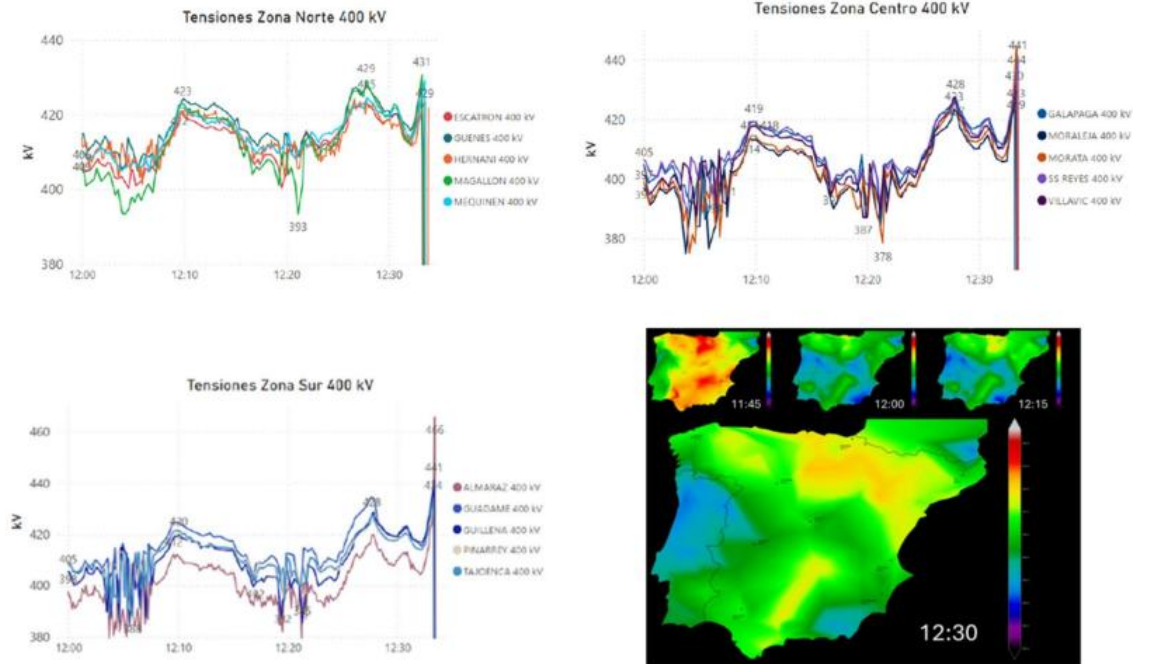 Tensiones Zona Norte 400 kV
440
420
400
380
kV
423
429
431
393
12:00
12:10
12:20
12:30
ESCATRON 400 kV
GUENES 400 kV
HERNANI 400 kV
MAGALLON 400 kV
MEQUINEN 400 kV
Tensiones Zona Centro 400 kV
440
420
400
380
kV
405
419
428
423
441
387
378
12:00
12:10
12:20
12:30
GALAPAGA 400 kV
MORALEJA 400 kV
MORATA 400 kV
SS REYES 400 kV
VILLAVIC 400 kV
Tensiones Zona Sur 400 kV
460
440
420
400
380
kV
405
420
428
466
441
12:00
12:10
12:20
12:30
ALMARAZ 400 kV
GUADAME 400 kV
GUILLENA 400 kV
PINARREY 400 kV
TAJOENCA 400 kV
11:45
12:00
12:15
12:30